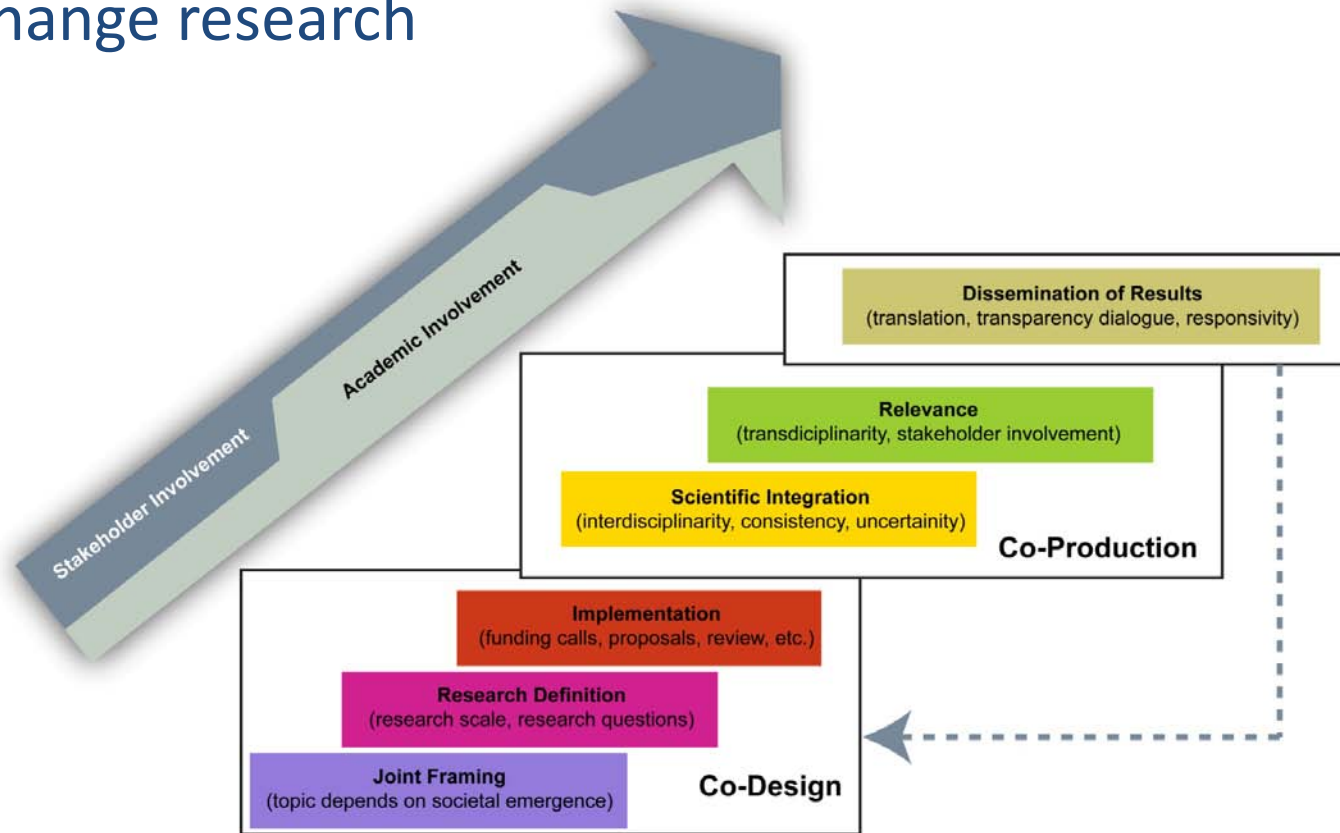 hange research
Stakeholder Involvement
Academic Involvement
Dissemination of Results
(translation, transparency dialogue, responsivity)
Relevance
(transdiciplinarity, stakeholder involvement)
Scientific Integration
(interdisciplinarity, consistency, uncertainity)
Co-Production
Implementation
(funding calls, proposals, review, etc.)
Research Definition
(research scale, research questions)
Joint Framing
(topic depends on societal emergence)
Co-Design